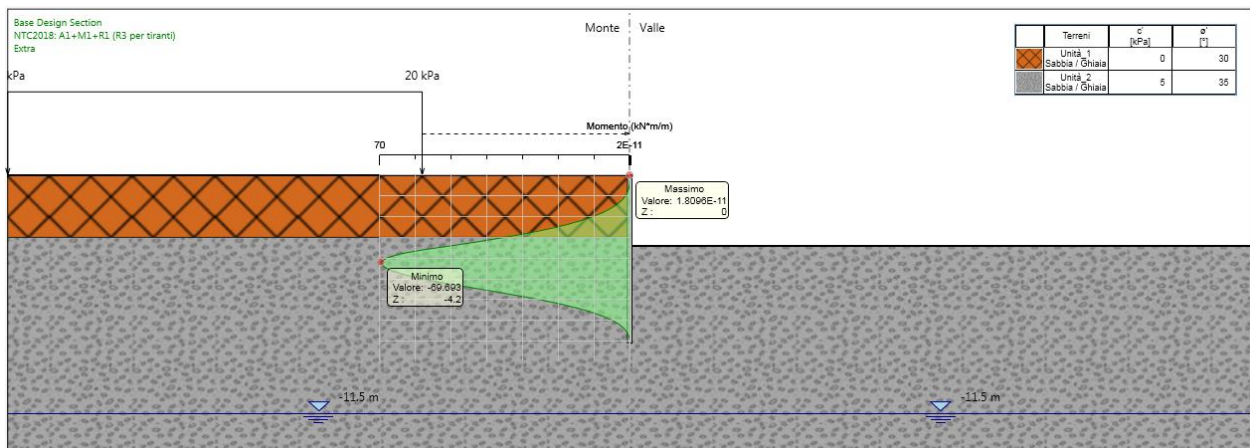 Base Design Section
NTC2018: A1+M1+R1 (R3 per tiranti)
Extra
Monte
Valle
kPa
20 kPa
Momento (kN*m/m)
70
2E-11
Terreni
c'
[kPa]
ø'
[°]
Unità_1
Sabbia / Ghiaia
0
30
Unità_2
Sabbia / Ghiaia
5
35
Massimo
Valore: 1.8096E-11
Z : 0
Minimo
Valore: -69.693
Z : -4.2
-11.5 m
-11.5 m